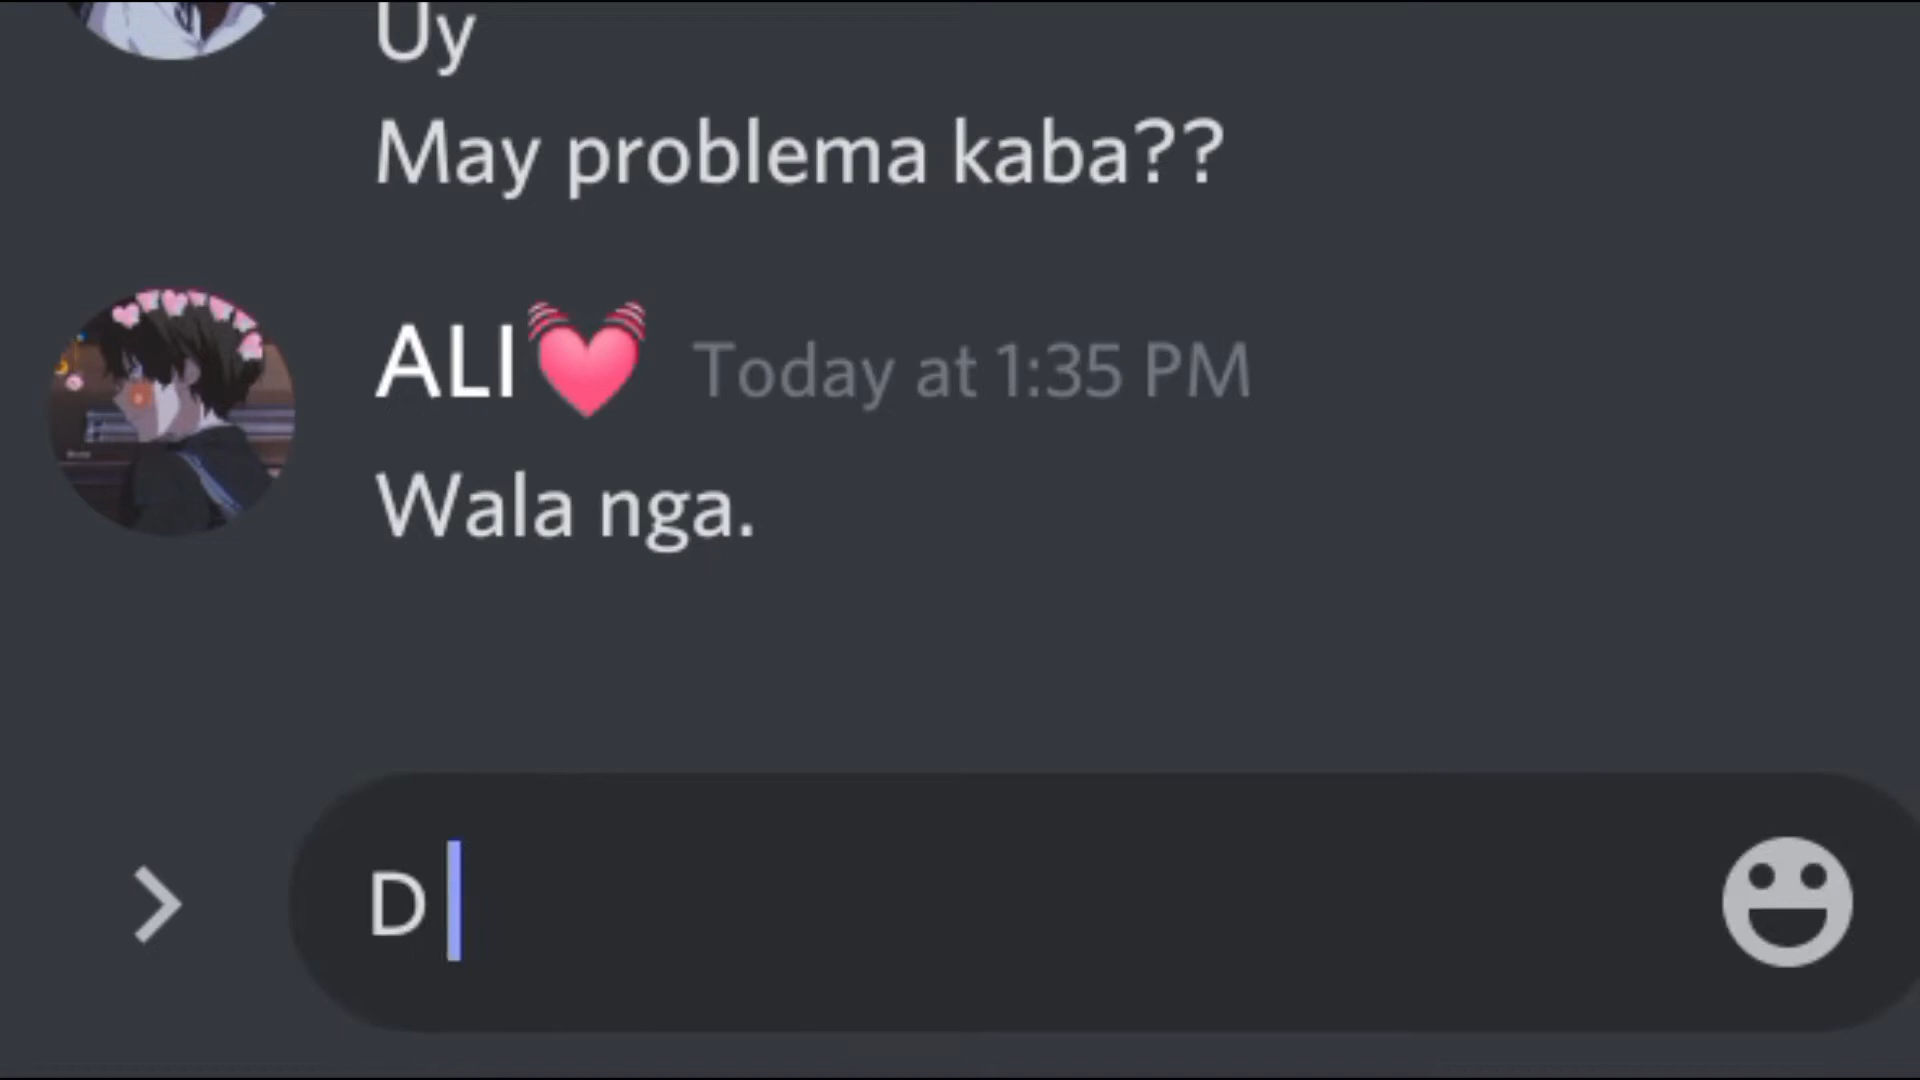 Uy
May problema kaba??
ALI💓 Today at 1:35 PM
Wala nga.
D